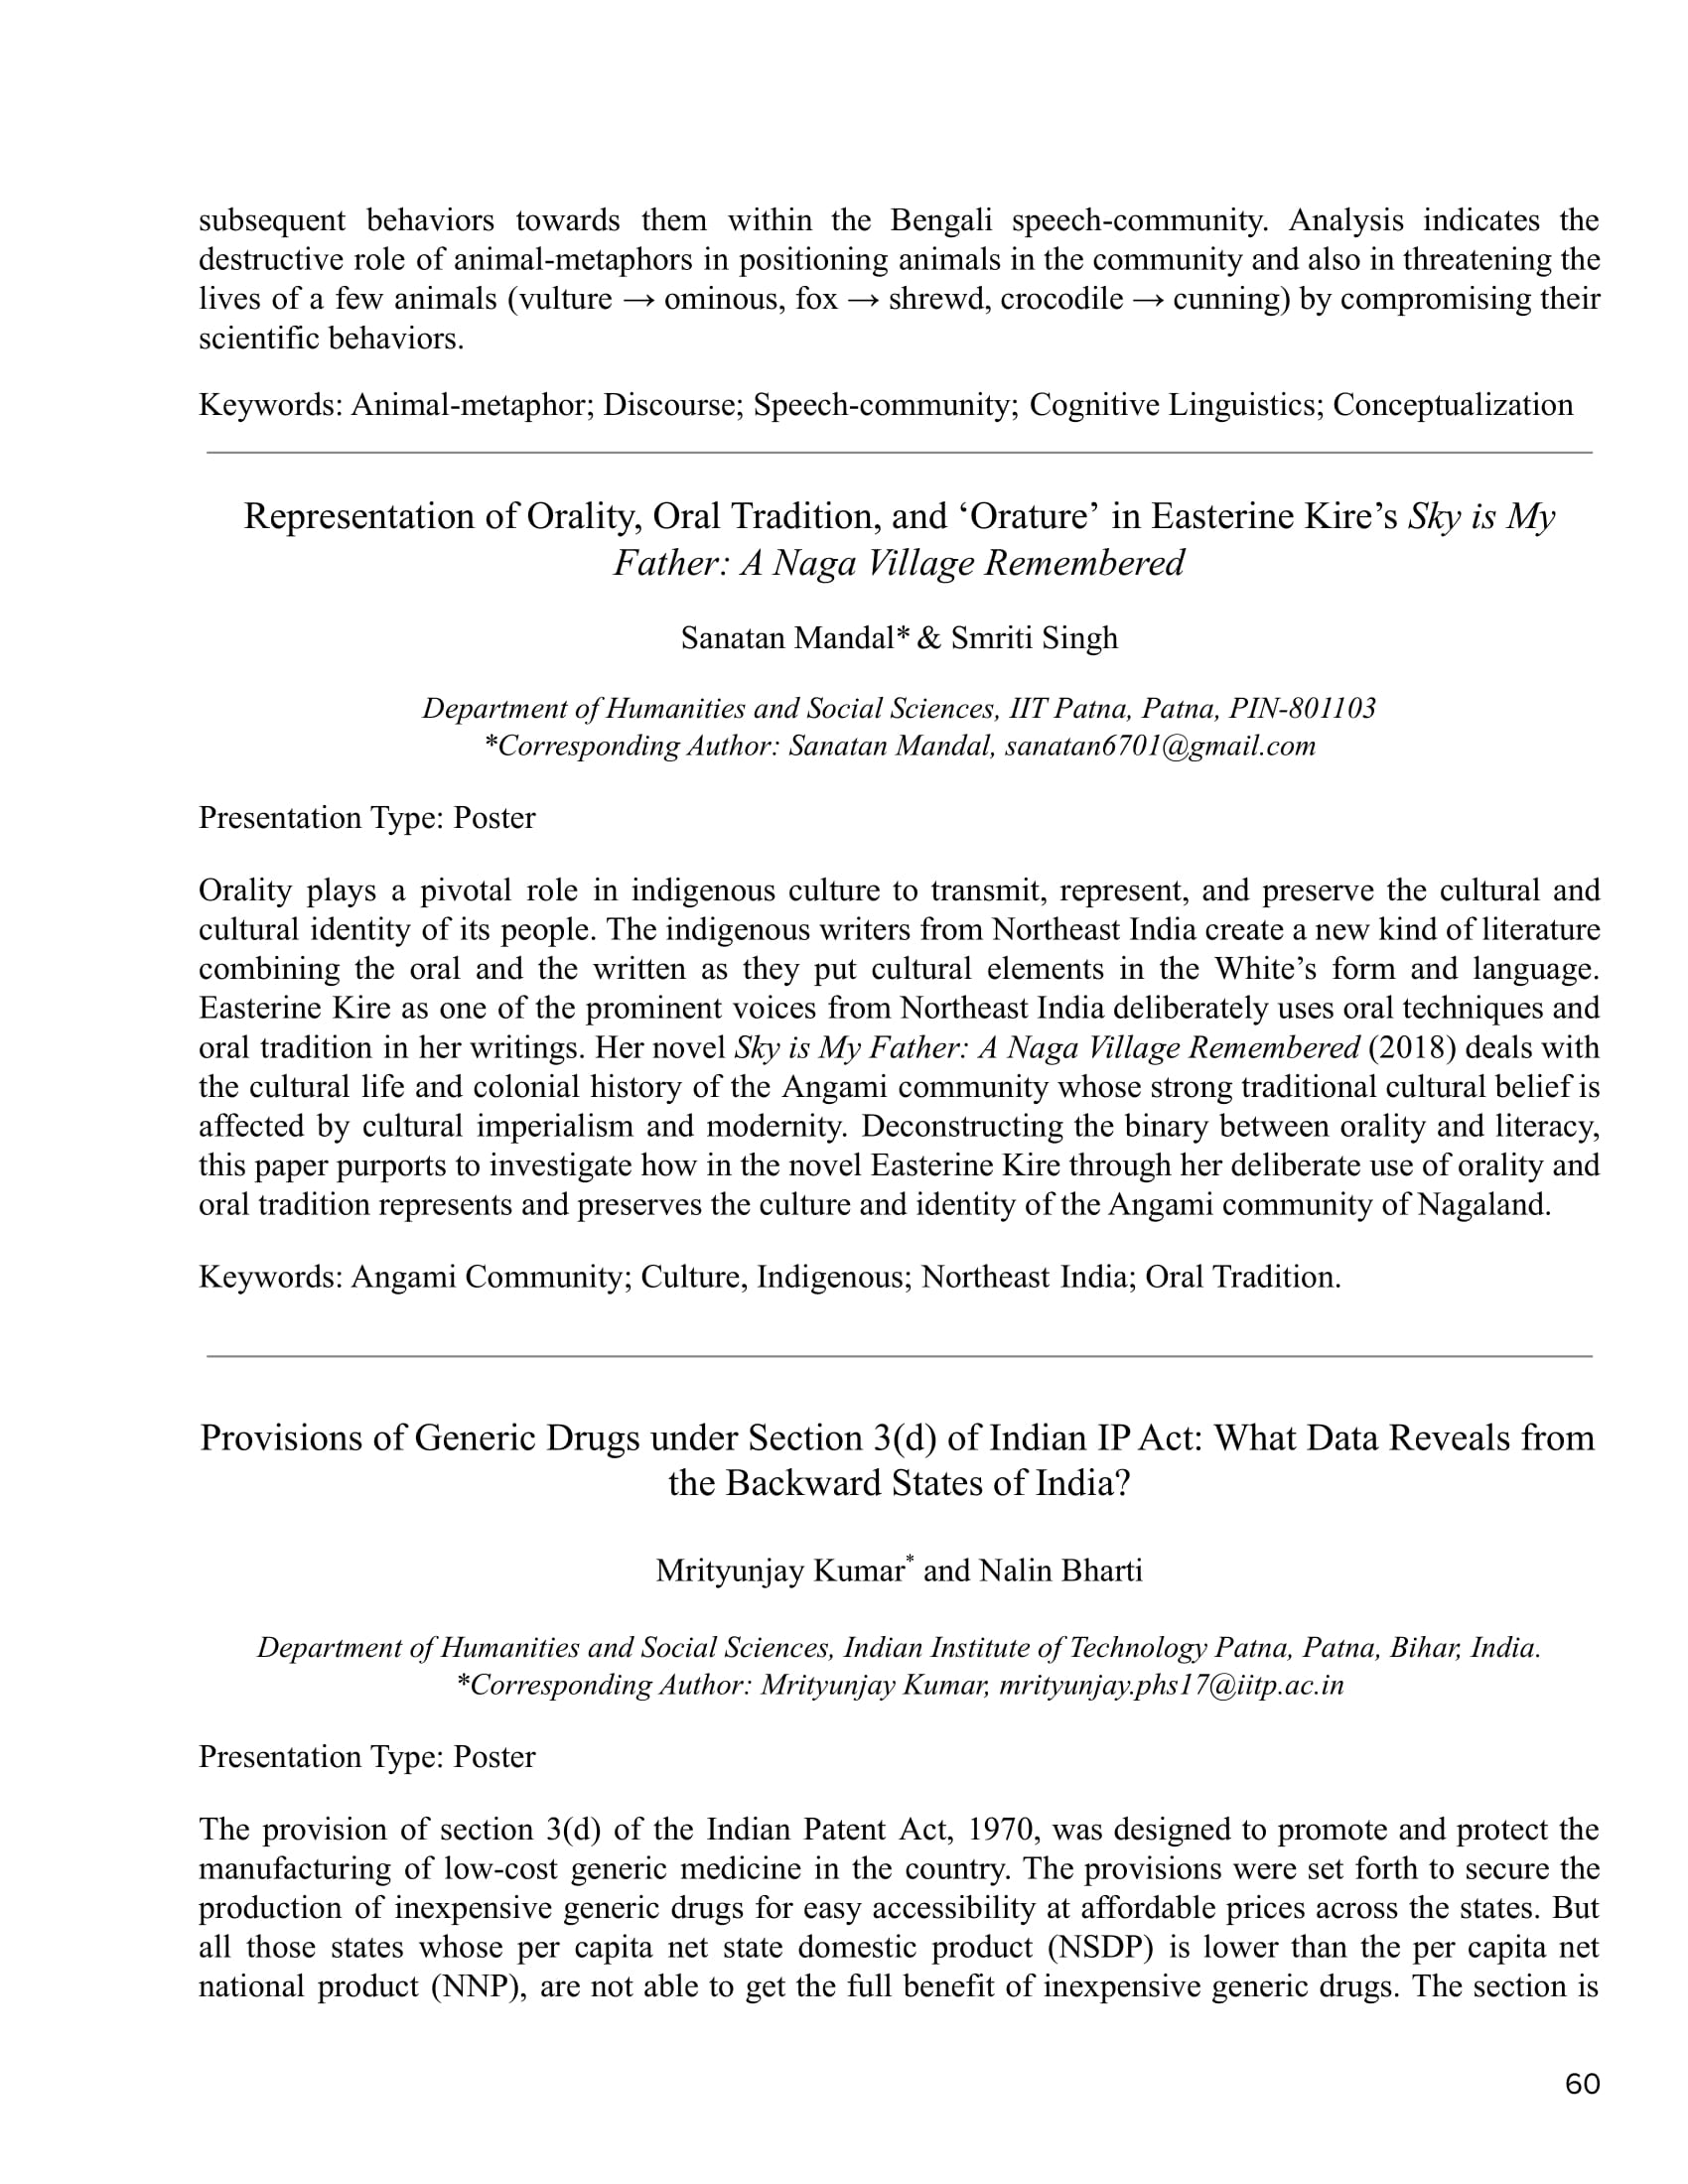 subsequent behaviors towards them within the Bengali speech-community. Analysis indicates the
destructive role of animal-metaphors in positioning animals in the community and also in threatening the
lives of a few animals (vulture → ominous, fox → shrewd, crocodile → cunning) by compromising their
scientific behaviors.
Keywords: Animal-metaphor; Discourse; Speech-community; Cognitive Linguistics; Conceptualization
Representation of Orality, Oral Tradition, and ‘Orature’ in Easterine Kire’s Sky is My
Father: A Naga Village Remembered
Sanatan Mandal* & Smriti Singh
Department of Humanities and Social Sciences, IIT Patna, Patna, PIN-801103
*Corresponding Author: Sanatan Mandal, sanatan6701@gmail.com
Presentation Type: Poster
Orality plays a pivotal role in indigenous culture to transmit, represent, and preserve the cultural and
cultural identity of its people. The indigenous writers from Northeast India create a new kind of literature
combining the oral and the written as they put cultural elements in the White’s form and language.
Easterine Kire as one of the prominent voices from Northeast India deliberately uses oral techniques and
oral tradition in her writings. Her novel Sky is My Father: A Naga Village Remembered (2018) deals with
the cultural life and colonial history of the Angami community whose strong traditional cultural belief is
affected by cultural imperialism and modernity. Deconstructing the binary between orality and literacy,
this paper purports to investigate how in the novel Easterine Kire through her deliberate use of orality and
oral tradition represents and preserves the culture and identity of the Angami community of Nagaland.
Keywords: Angami Community; Culture, Indigenous; Northeast India; Oral Tradition.
Provisions of Generic Drugs under Section 3(d) of Indian IP Act: What Data Reveals from
the Backward States of India?
Mrityunjay Kumar* and Nalin Bharti
Department of Humanities and Social Sciences, Indian Institute of Technology Patna, Patna, Bihar, India.
*Corresponding Author: Mrityunjay Kumar, mrityunjay.phs17@iitp.ac.in
Presentation Type: Poster
The provision of section 3(d) of the Indian Patent Act, 1970, was designed to promote and protect the
manufacturing of low-cost generic medicine in the country. The provisions were set forth to secure the
production of inexpensive generic drugs for easy accessibility at affordable prices across the states. But
all those states whose per capita net state domestic product (NSDP) is lower than the per capita net
national product (NNP), are not able to get the full benefit of inexpensive generic drugs. The section is
60